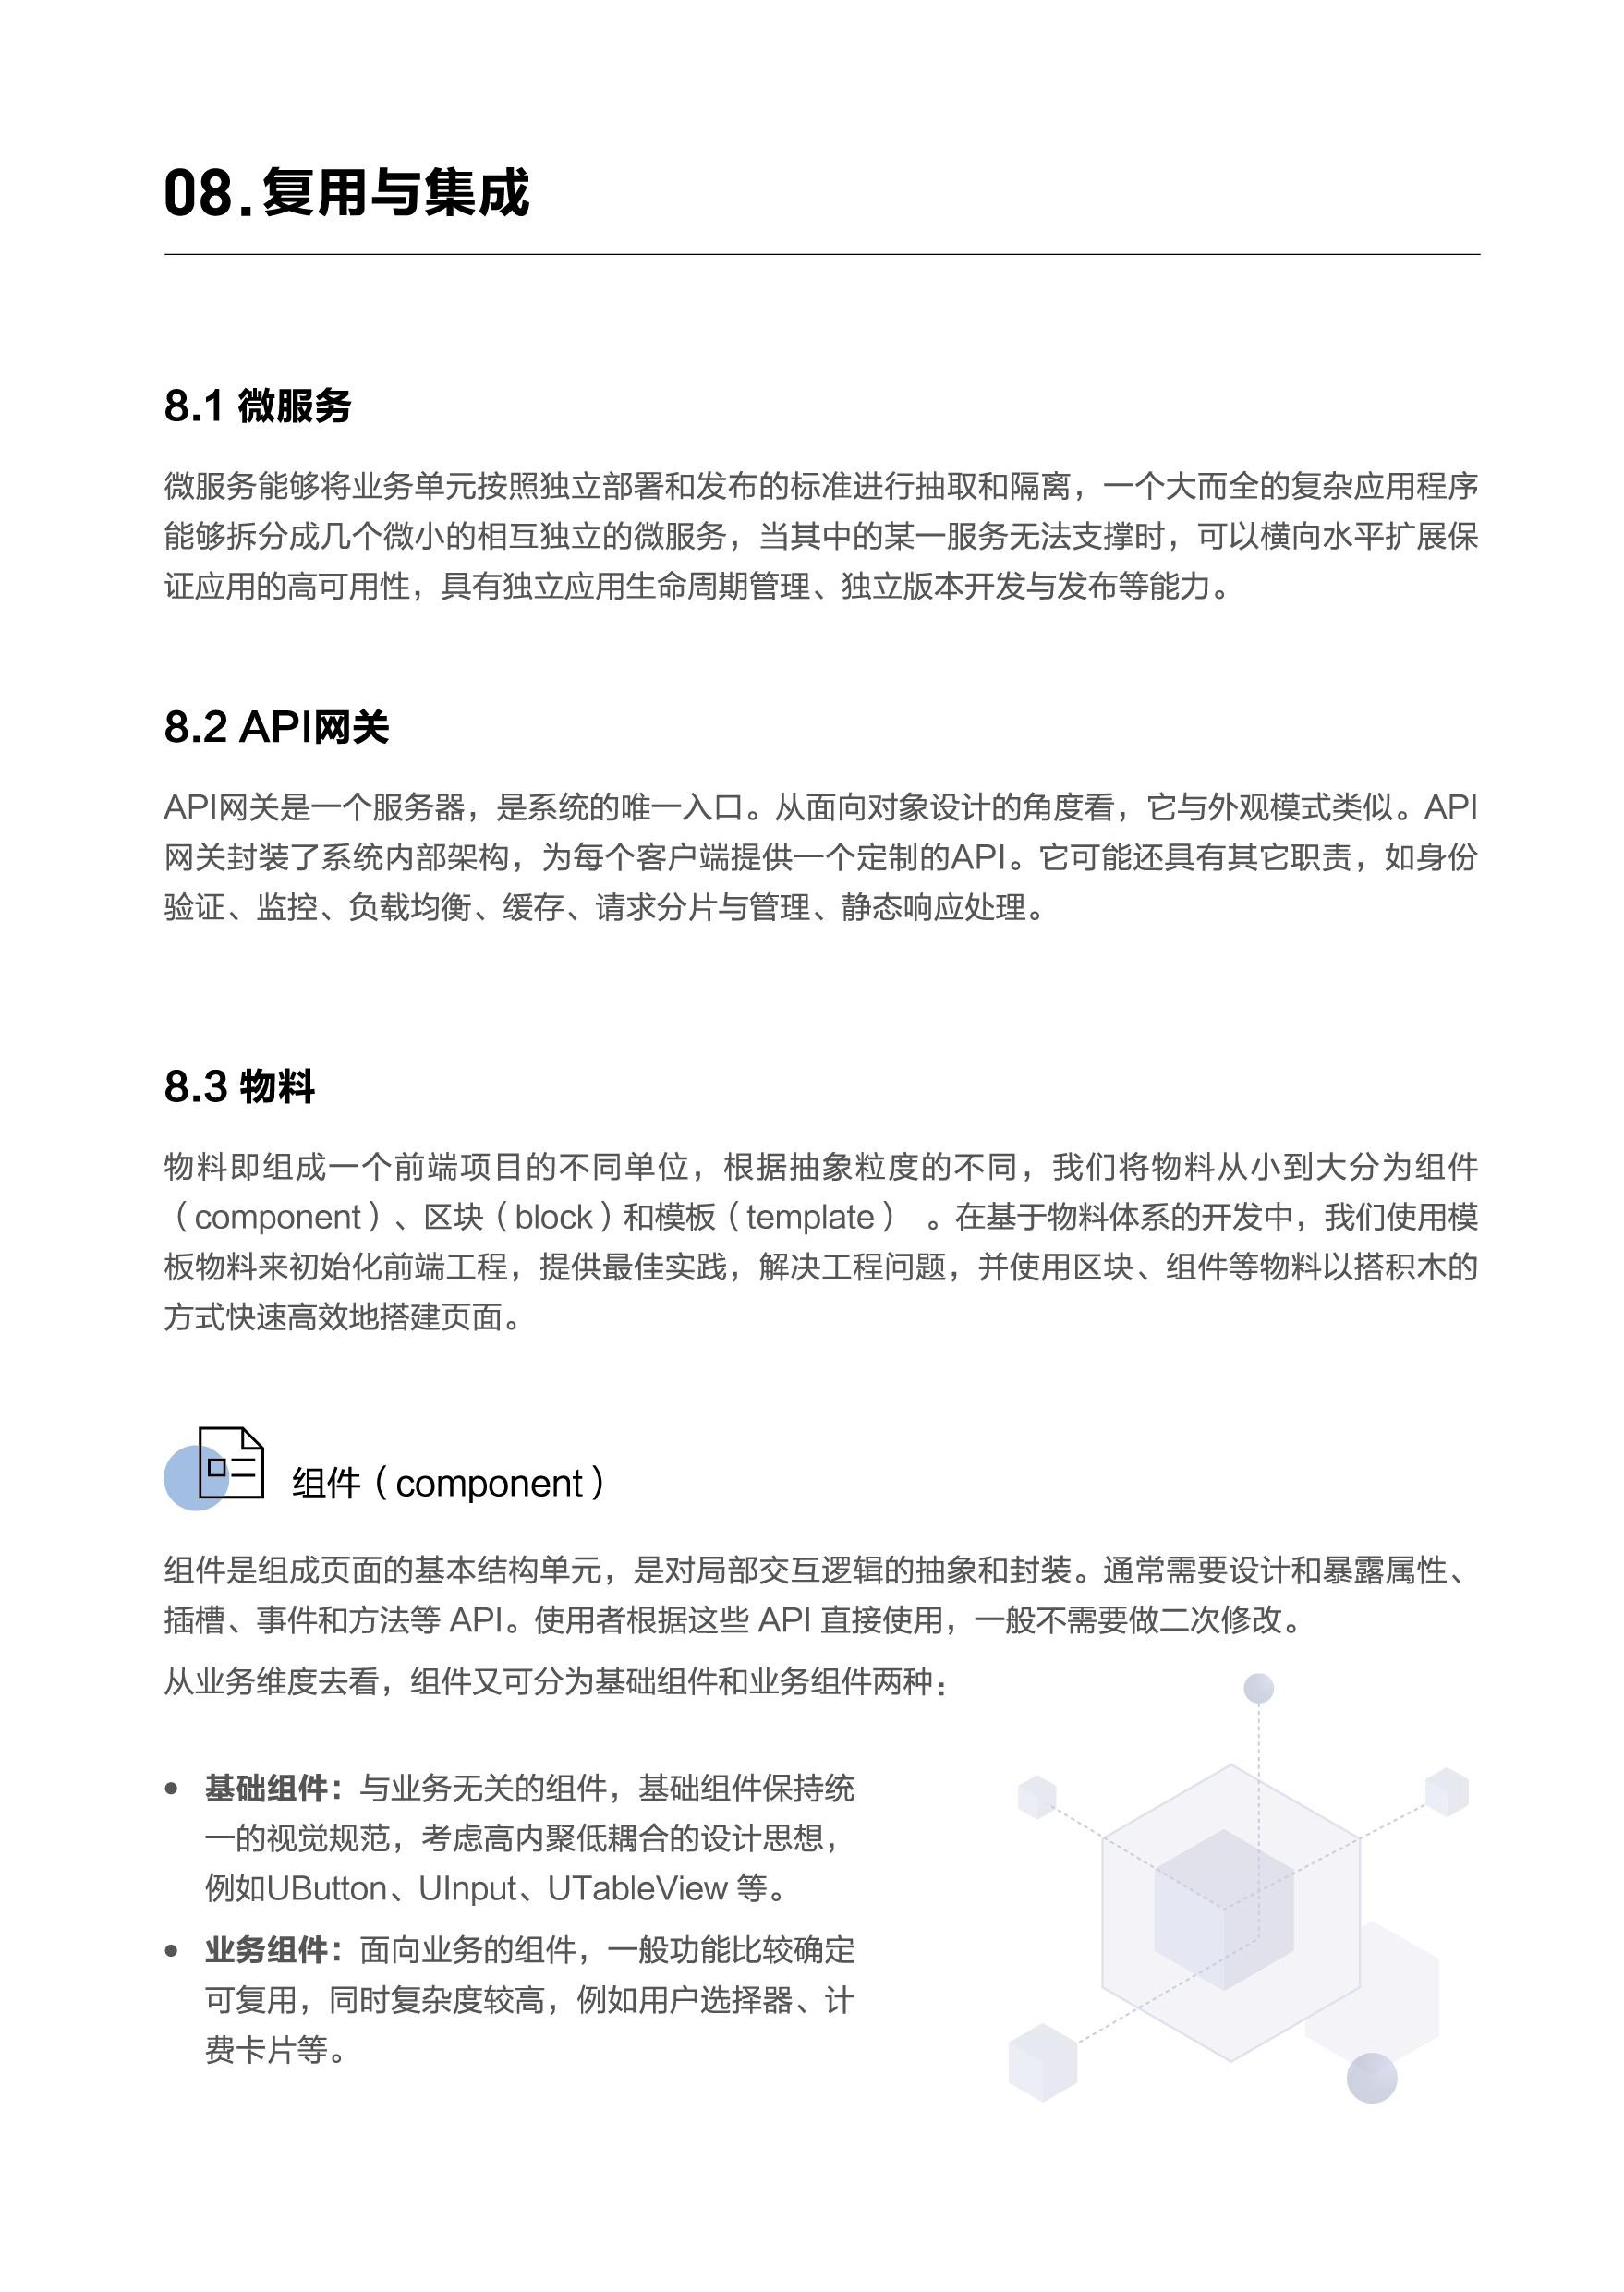 08.复用与集成
8.1 微服务
微服务能够将业务单元按照独立部署和发布的标准进行抽取和隔离，一个大而全的复杂应用程序
能够拆分成几个微小的相互独立的微服务，当其中的某一服务无法支撑时，可以横向水平扩展保
证应用的高可用性，具有独立应用生命周期管理、独立版本开发与发布等能力。
8.2 API网关
API网关是一个服务器，是系统的唯一入口。从面向对象设计的角度看，它与外观模式类似。API
网关封装了系统内部架构，为每个客户端提供一个定制的API。它可能还具有其它职责，如身份
验证、监控、负载均衡、缓存、请求分片与管理、静态响应处理。
8.3 物料
物料即组成一个前端项目的不同单位，根据抽象粒度的不同，我们将物料从小到大分为组件
（component）、区块（block）和模板（template） 。在基于物料体系的开发中，我们使用模
板物料来初始化前端工程，提供最佳实践，解决工程问题，并使用区块、组件等物料以搭积木的
方式快速高效地搭建页面。
组件（component）
组件是组成页面的基本结构单元，是对局部交互逻辑的抽象和封装。通常需要设计和暴露属性、
插槽、事件和方法等 API。使用者根据这些 API 直接使用，一般不需要做二次修改。
从业务维度去看，组件又可分为基础组件和业务组件两种：
• 基础组件：与业务无关的组件，基础组件保持统
一的视觉规范，考虑高内聚低耦合的设计思想，
例如UButton、UInput、UTableView 等。
• 业务组件：面向业务的组件，一般功能比较确定
可复用，同时复杂度较高，例如用户选择器、计
费卡片等。